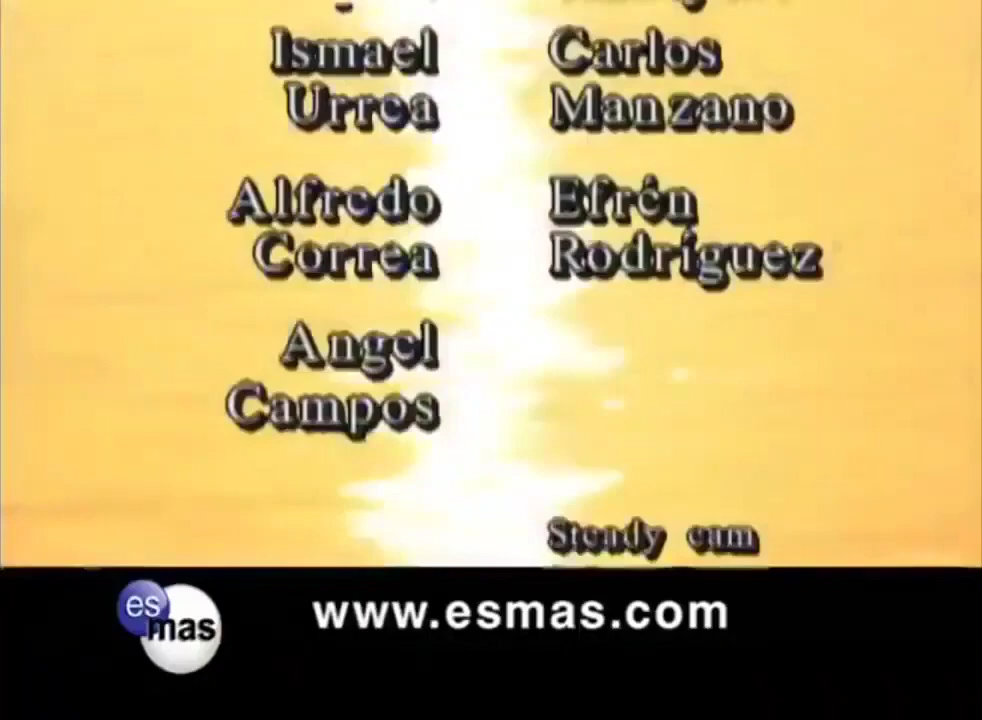 Ismael
Urrea
Carlos
Manzano
Alfredo
Correa
Efrén
Rodríguez
Angel
Campos
Steady cam
es
mas
www.esmas.com